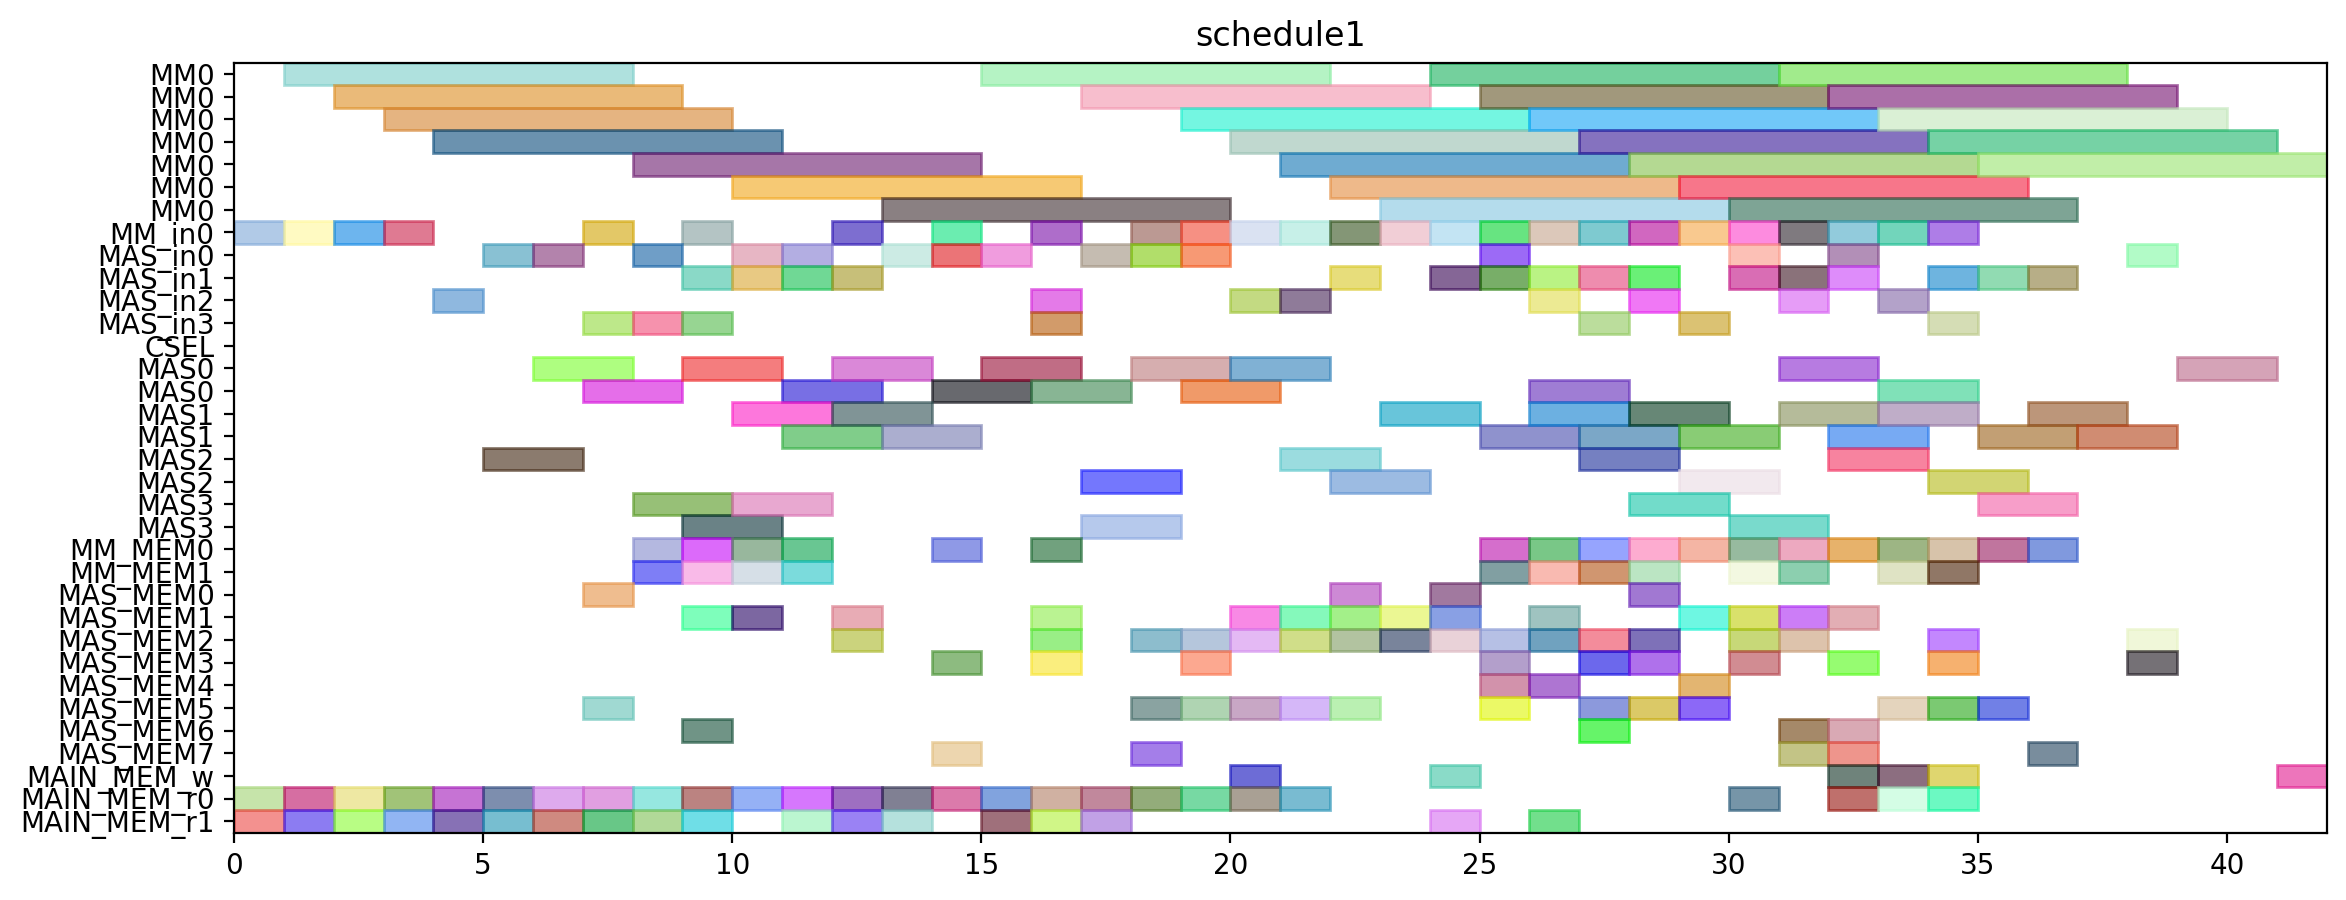 schedule1
MM0
MM0
MM0
MM0
MM0
MM0
MM0
MM_in0
MAS_in0
MAS_in1
MAS_in2
MAS_in3
CSEL
MAS0
MAS0
MAS1
MAS1
MAS2
MAS2
MAS3
MAS3
MM_MEM0
MM_MEM1
MAS_MEM0
MAS_MEM1
MAS_MEM2
MAS_MEM3
MAS_MEM4
MAS_MEM5
MAS_MEM6
MAS_MEM7
MAIN_MEM_w
MAIN_MEM_r0
MAIN_MEM_r1
0 5 10 15 20 25 30 35 40